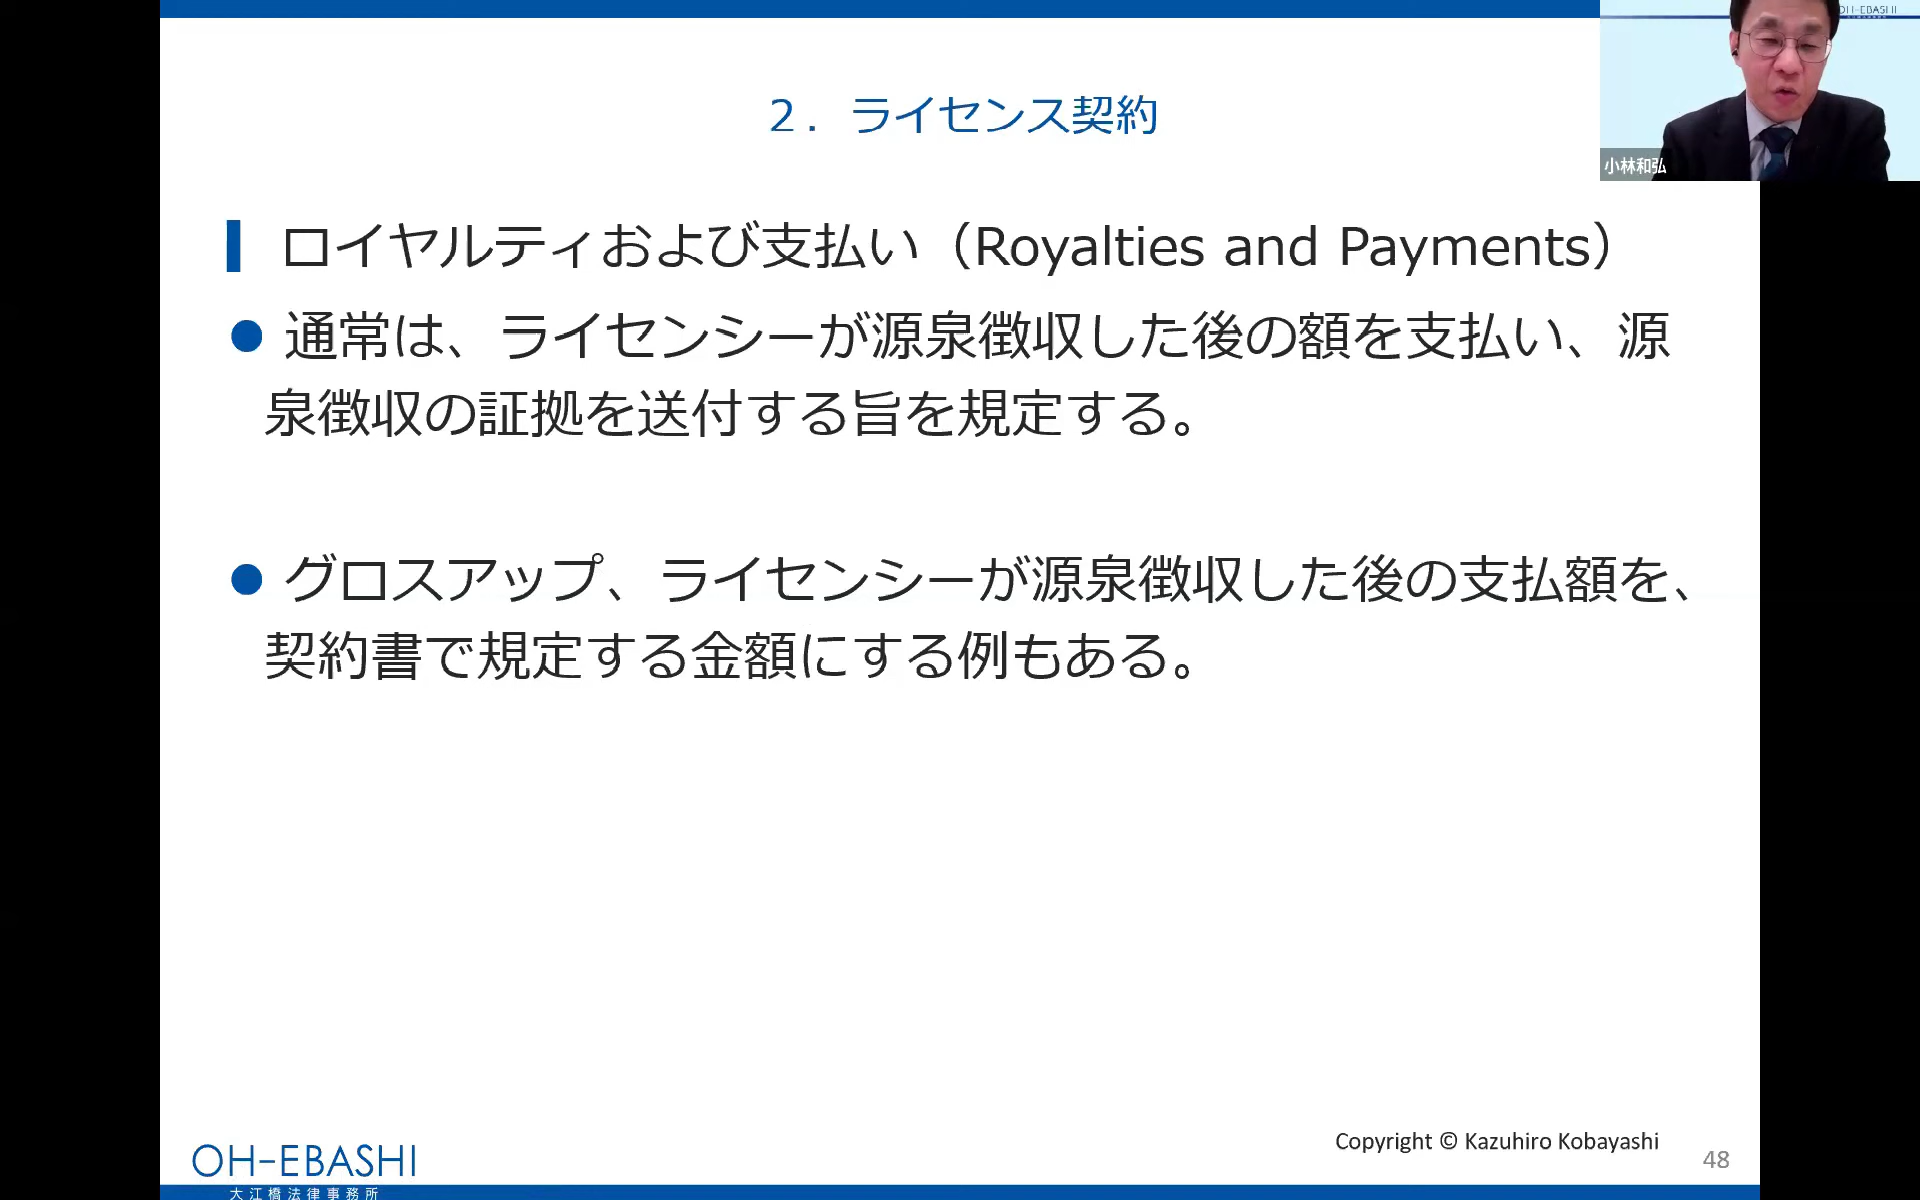 OH-EBASHI
小林和弘
２．ライセンス契約
ロイヤルティおよび支払い（Royalties and Payments）
● 通常は、ライセンシーが源泉徴収した後の額を支払い、源
泉徴収の証拠を送付する旨を規定する。
● グロスアップ、ライセンシーが源泉徴収した後の支払額を、
契約書で規定する金額にする例もある。
Copyright © Kazuhiro Kobayashi
48
OH-EBASHI
大江橋法律事務所